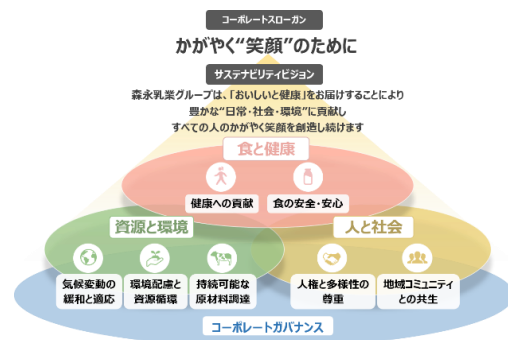 コーポレートスローガン
かがやく“笑顔”のために
サステナビリティビジョン
森永乳業グループは、「おいしいと健康」をお届けすることにより
豊かな“日常・社会・環境”に貢献し
すべての人のかがやく笑顔を創造し続けます
食と健康
健康への貢献
食の安全・安心
資源と環境
人と社会
気候変動の
緩和と適応
環境配慮と
資源循環
持続可能な
原材料調達
人権と多様性の
尊重
地域コミュニティ
との共生
コーポレートガバナンス